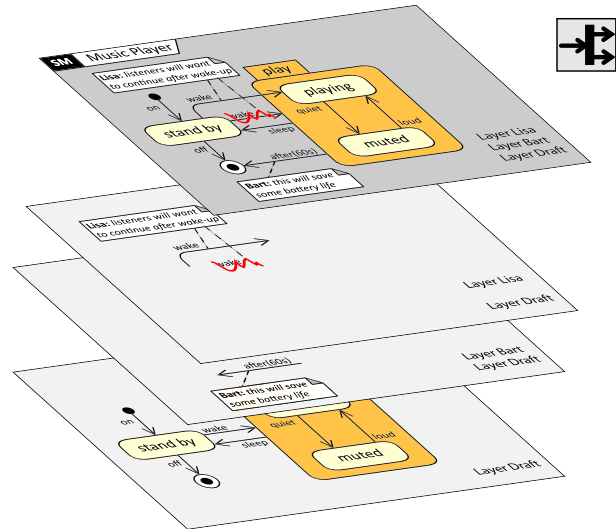 SM Music Player
Lisa: listeners will want
to continue after wake-up
play
wake
playing
on
wake
quiet
stand by
sleep
loud
off
muted
after(60s)
Layer Lisa
Layer Bart
Layer Draft
Bart: this will save
some battery life
Lisa: listeners will want
to continue after wake-up
wake
wake
Layer Lisa
Layer Draft
after(60s)
Layer Bart
Layer Draft
Bart: this will save
some battery life
on
wake
quiet
stand by
sleep
loud
off
muted
Layer Draft